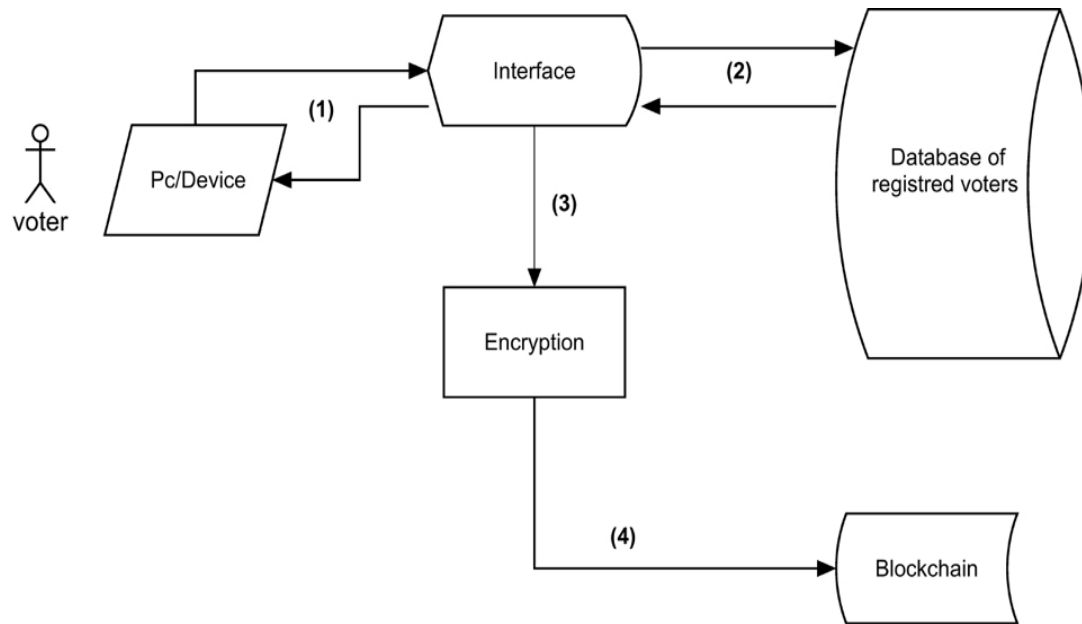 Interface
(2)
(1)
Pc/Device
voter
Database of
registred voters
(3)
Encryption
(4)
Blockchain